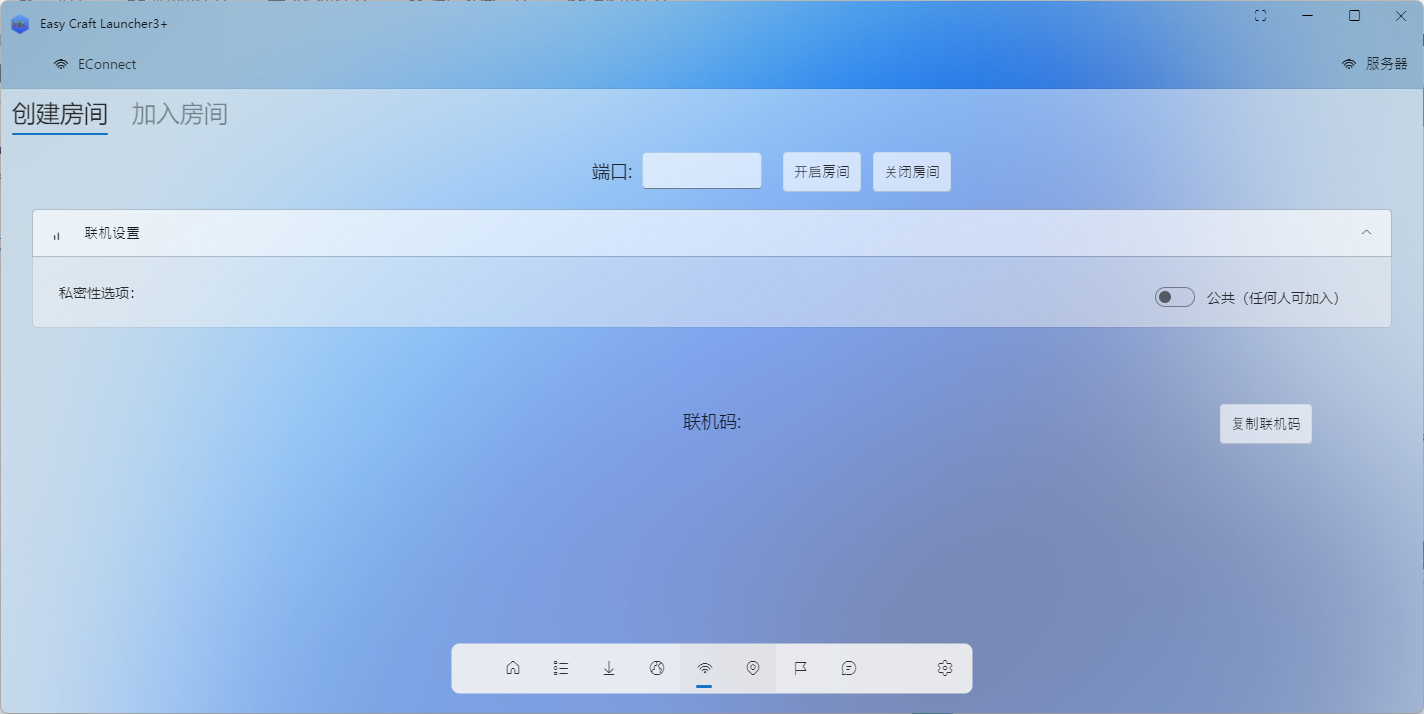 Easy Craft Launcher3+
EConnect
服务器
创建房间 加入房间
端口: 开启房间 关闭房间
联机设置
私密性选项：
公共（任何人可加入）
联机码:
复制联机码